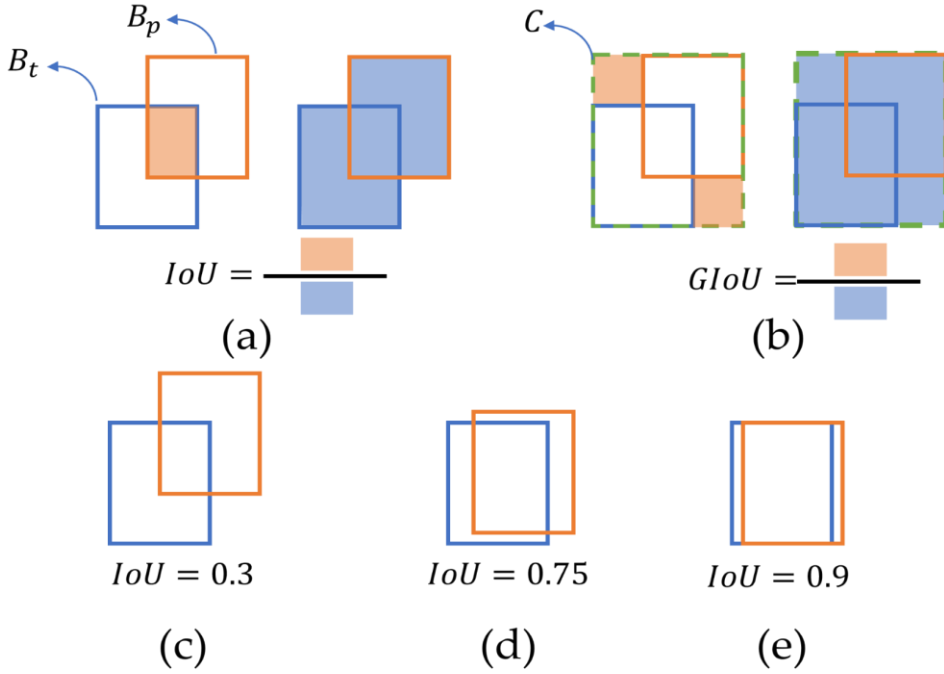 B_p
B_t
C
IoU =
GIoU =
(a)
(b)
IoU = 0.3
IoU = 0.75
IoU = 0.9
(c)
(d)
(e)